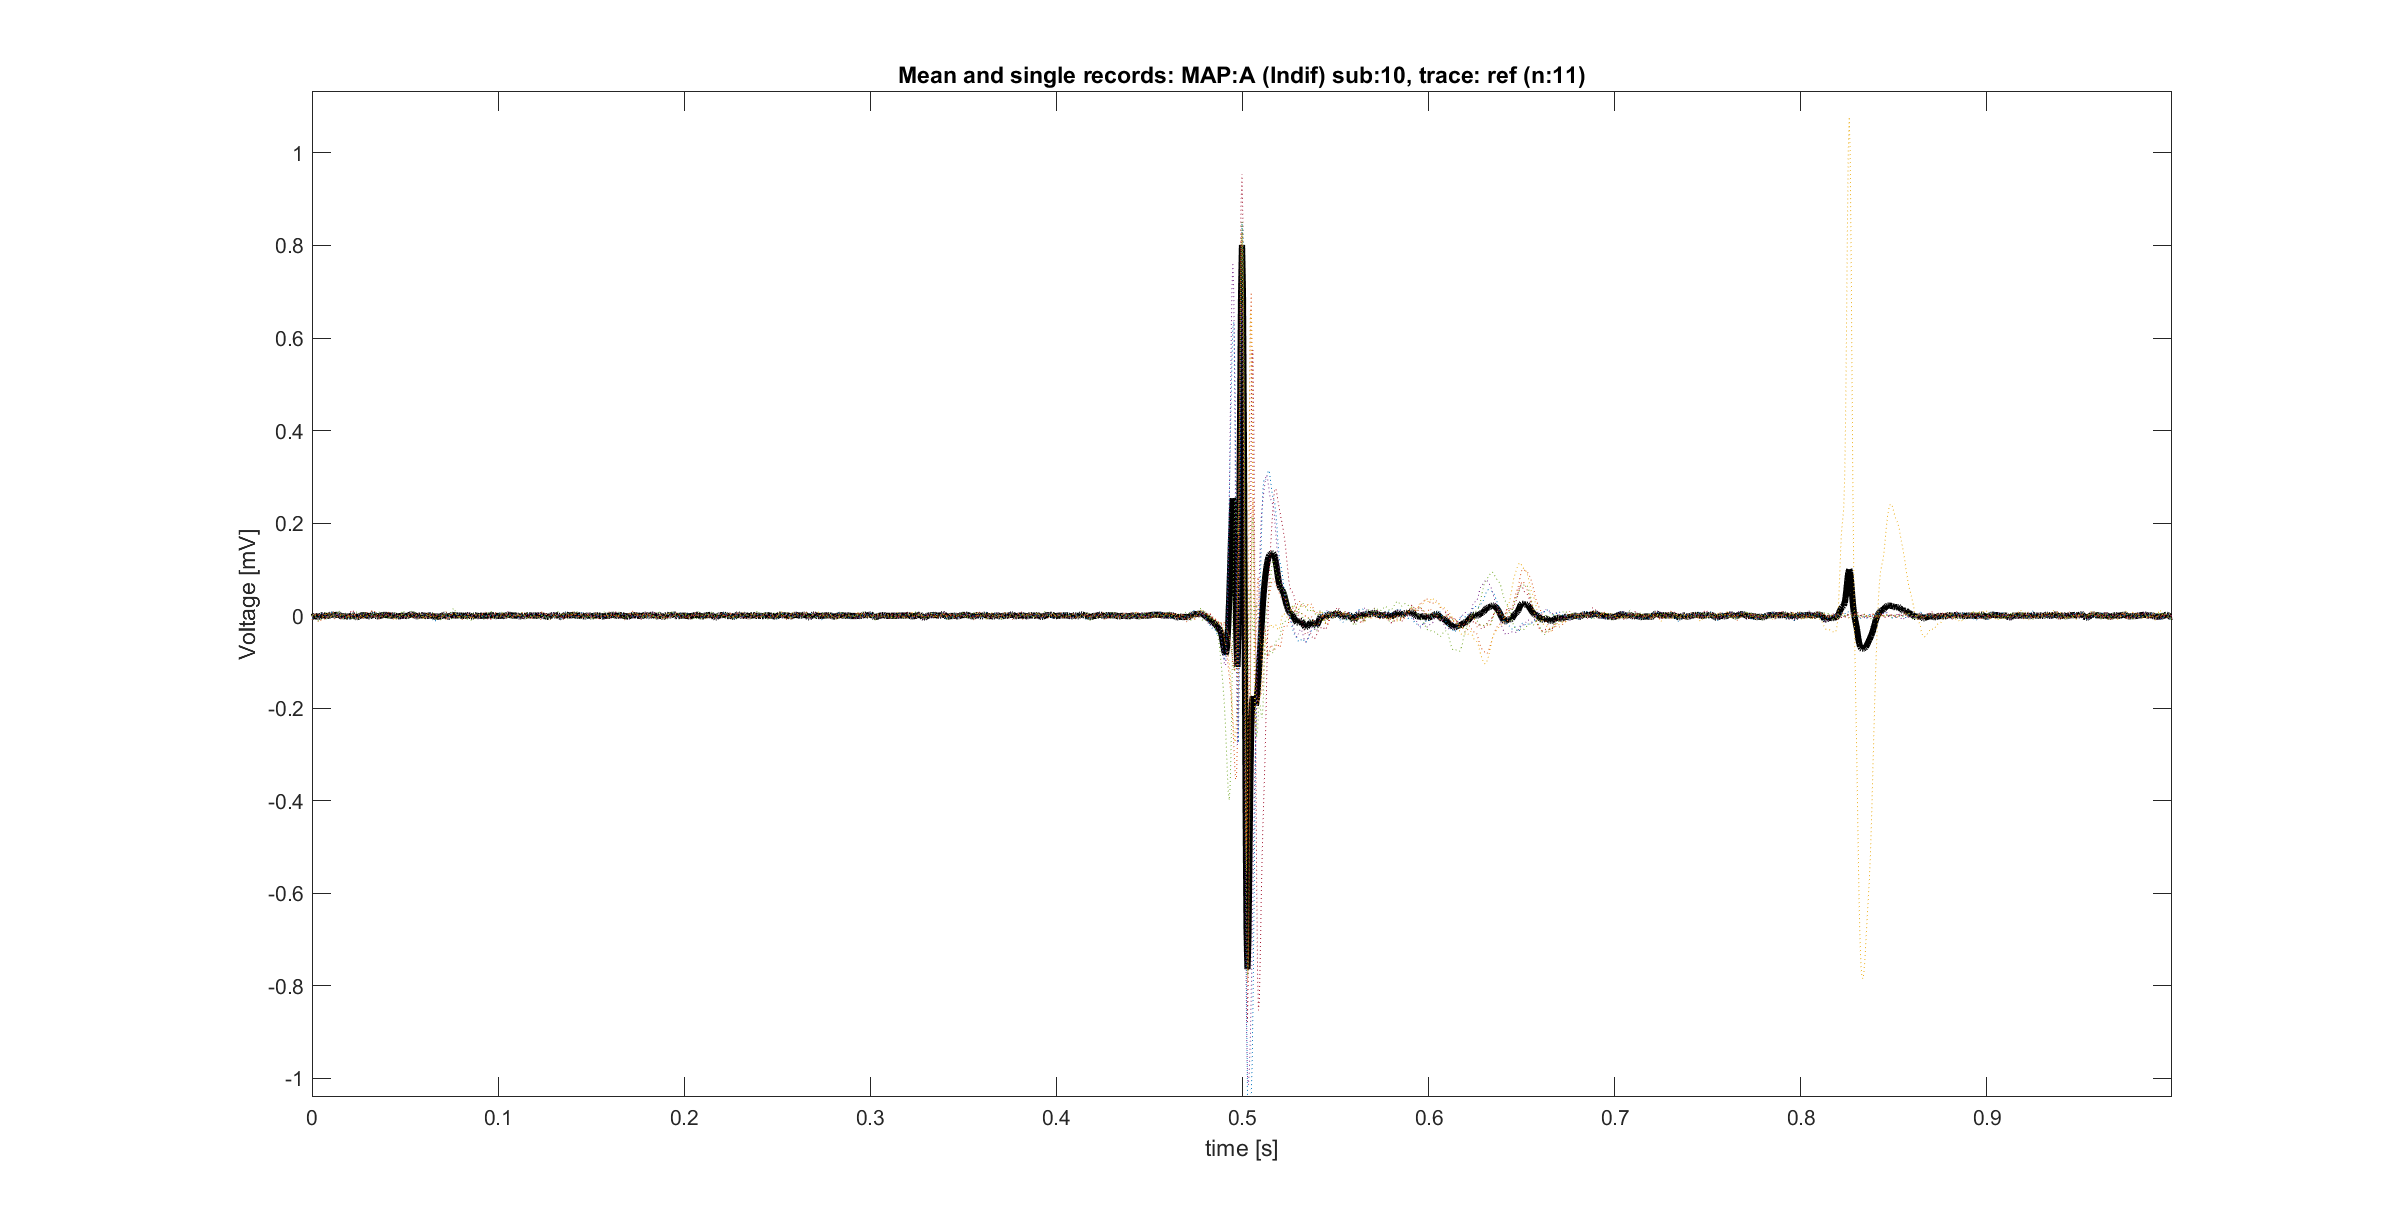 Mean and single records: MAP:A (Indif) sub:10, trace: ref (n:11)
1
0.8
0.6
0.4
0.2
0
-0.2
-0.4
-0.6
-0.8
-1
Voltage [mV]
0 0.1 0.2 0.3 0.4 0.5 0.6 0.7 0.8 0.9
time [s]